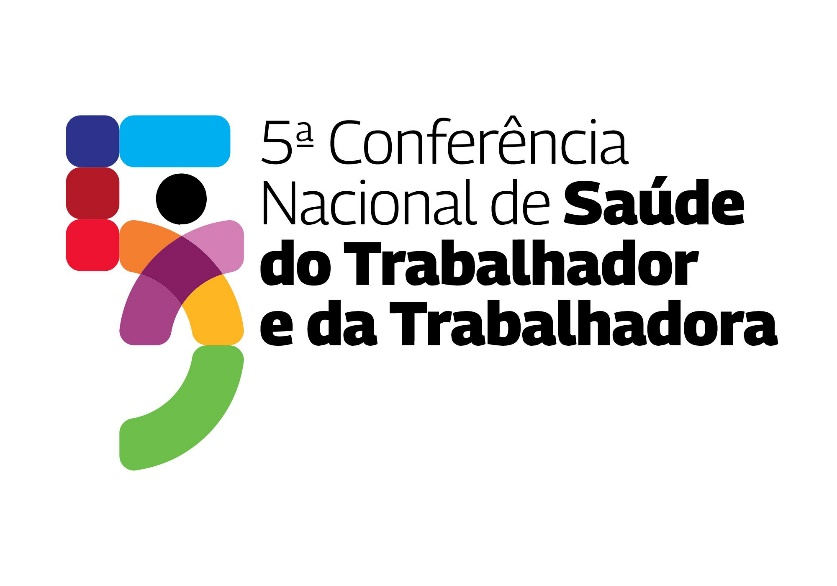 5ª Conferência
Nacional de Saúde
do Trabalhador
e da Trabalhadora